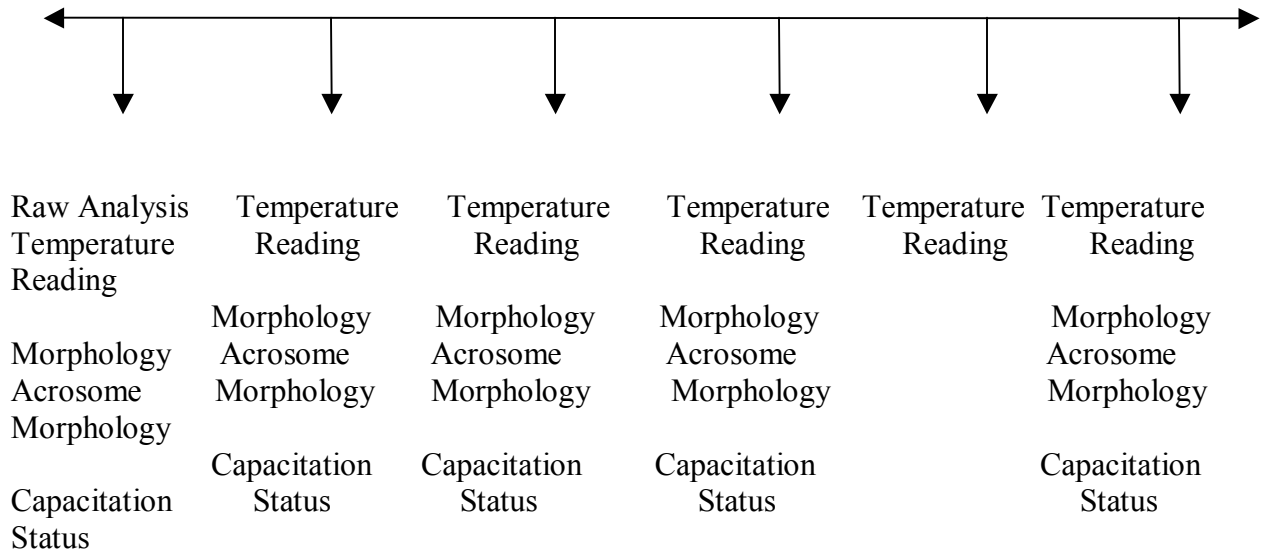 Raw Analysis
Temperature
Reading
Morphology
Acrosome
Morphology
Capacitation
Status
Temperature
Reading
Morphology
Acrosome
Morphology
Capacitation
Status
Temperature
Reading
Morphology
Acrosome
Morphology
Capacitation
Status
Temperature
Reading
Morphology
Acrosome
Morphology
Capacitation
Status
Temperature
Reading
Temperature
Reading
Morphology
Acrosome
Morphology
Capacitation
Status